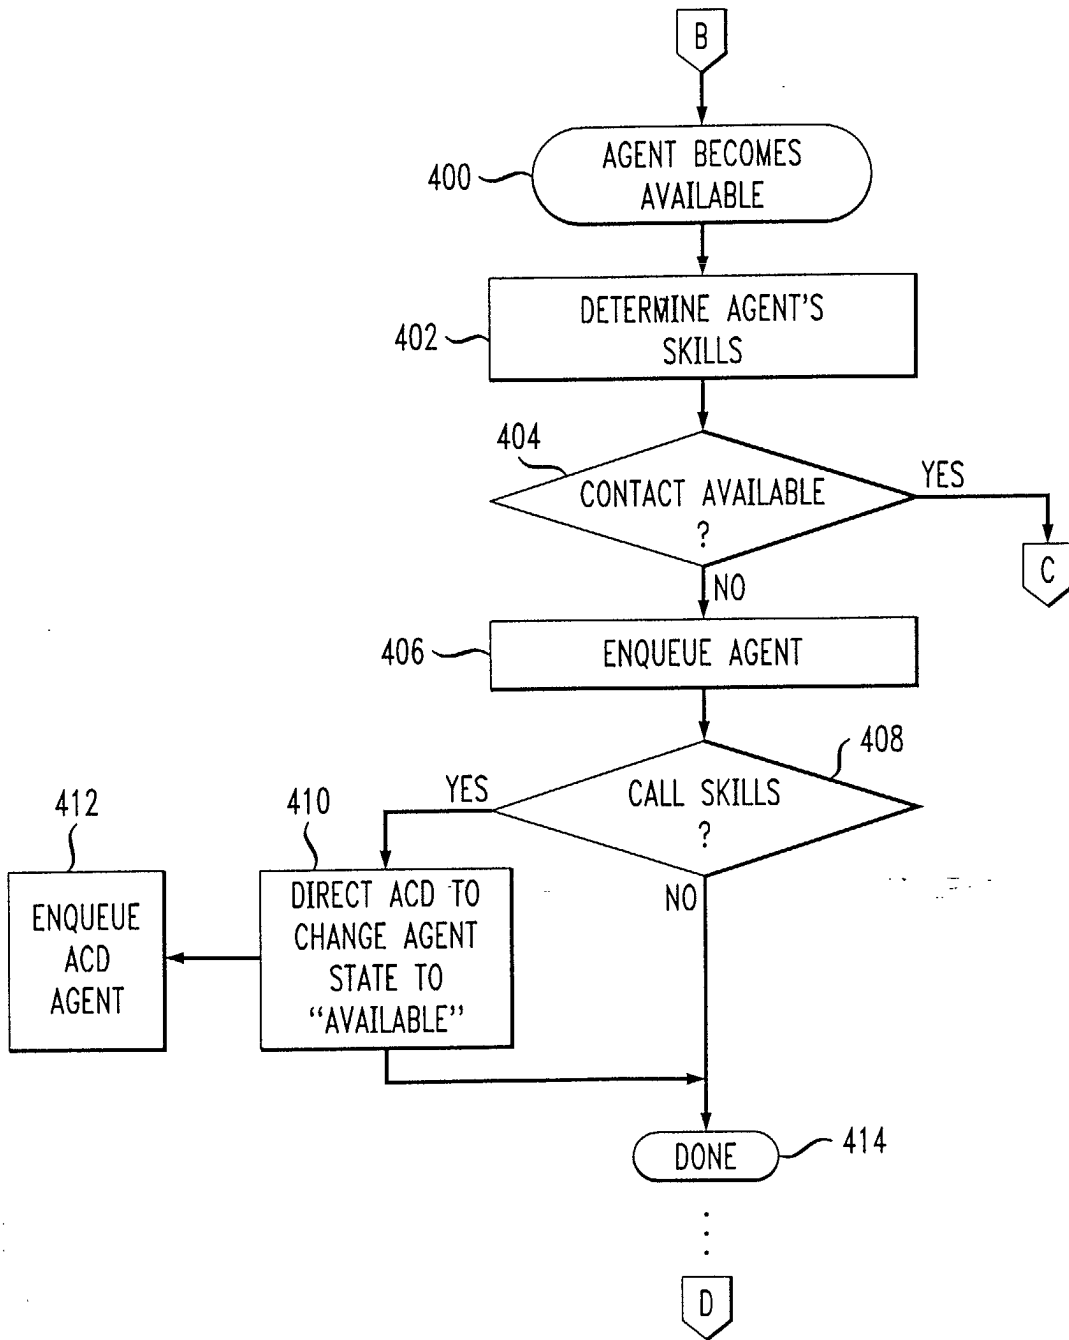 B
AGENT BECOMES
AVAILABLE
400
DETERMINE AGENT'S
SKILLS
402
404
CONTACT AVAILABLE
?
YES
C
NO
406
ENQUEUE AGENT
408
CALL SKILLS
?
YES
NO
410
412
DIRECT ACD TO
CHANGE AGENT
STATE TO
“AVAILABLE”
ENQUEUE
ACD
AGENT
DONE
414
D